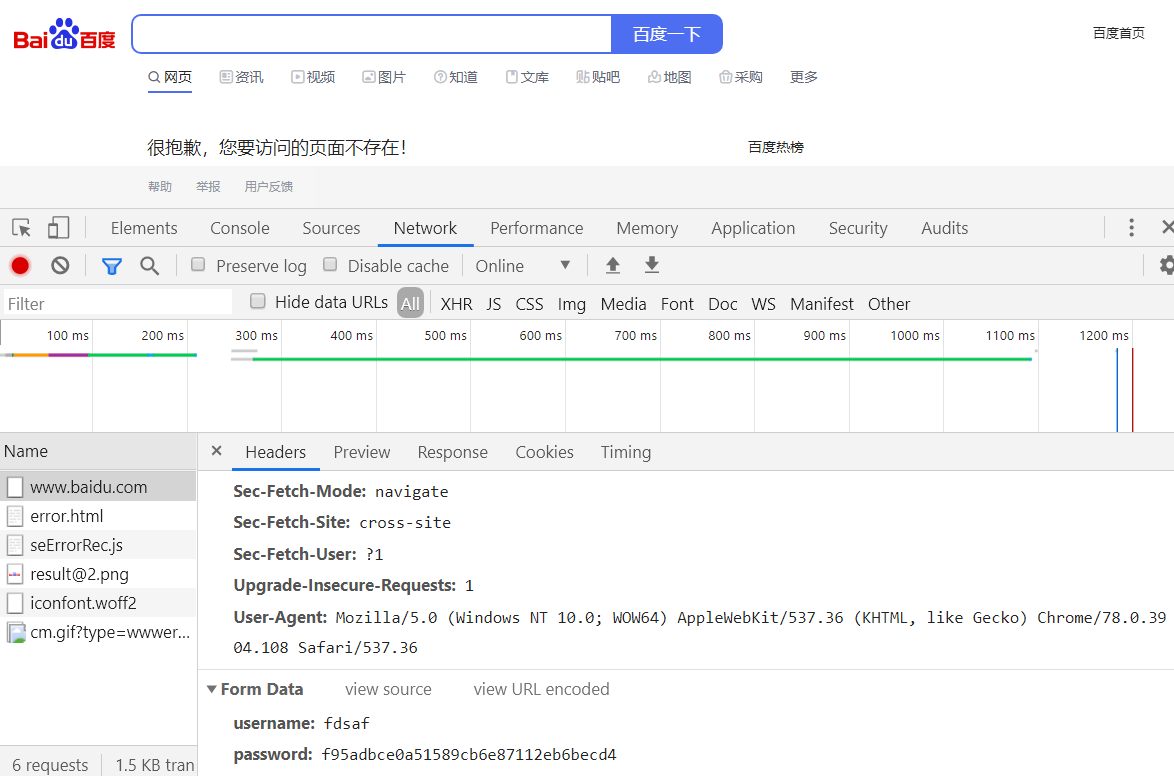 Bai du 百度 百度一下 百度首页
网页 资讯 视频 图片 知道 文库 贴吧 地图 采购 更多
很抱歉，您要访问的页面不存在！ 百度热榜
帮助 举报 用户反馈
Elements Console Sources Network Performance Memory Application Security Audits
Preserve log Disable cache Online
Filter Hide data URLs All XHR JS CSS Img Media Font Doc WS Manifest Other
100 ms 200 ms 300 ms 400 ms 500 ms 600 ms 700 ms 800 ms 900 ms 1000 ms 1100 ms 1200 ms
Name
www.baidu.com
error.html
seErrorRec.js
result@2.png
iconfont.woff2
cm.gif?type=wwwer...
6 requests 1.5 KB tran
Headers Preview Response Cookies Timing
Sec-Fetch-Mode: navigate
Sec-Fetch-Site: cross-site
Sec-Fetch-User: ?1
Upgrade-Insecure-Requests: 1
User-Agent: Mozilla/5.0 (Windows NT 10.0; WOW64) AppleWebKit/537.36 (KHTML, like Gecko) Chrome/78.0.39
04.108 Safari/537.36
Form Data view source view URL encoded
username: fdsaf
password: f95adbce0a51589cb6e87112eb6becd4